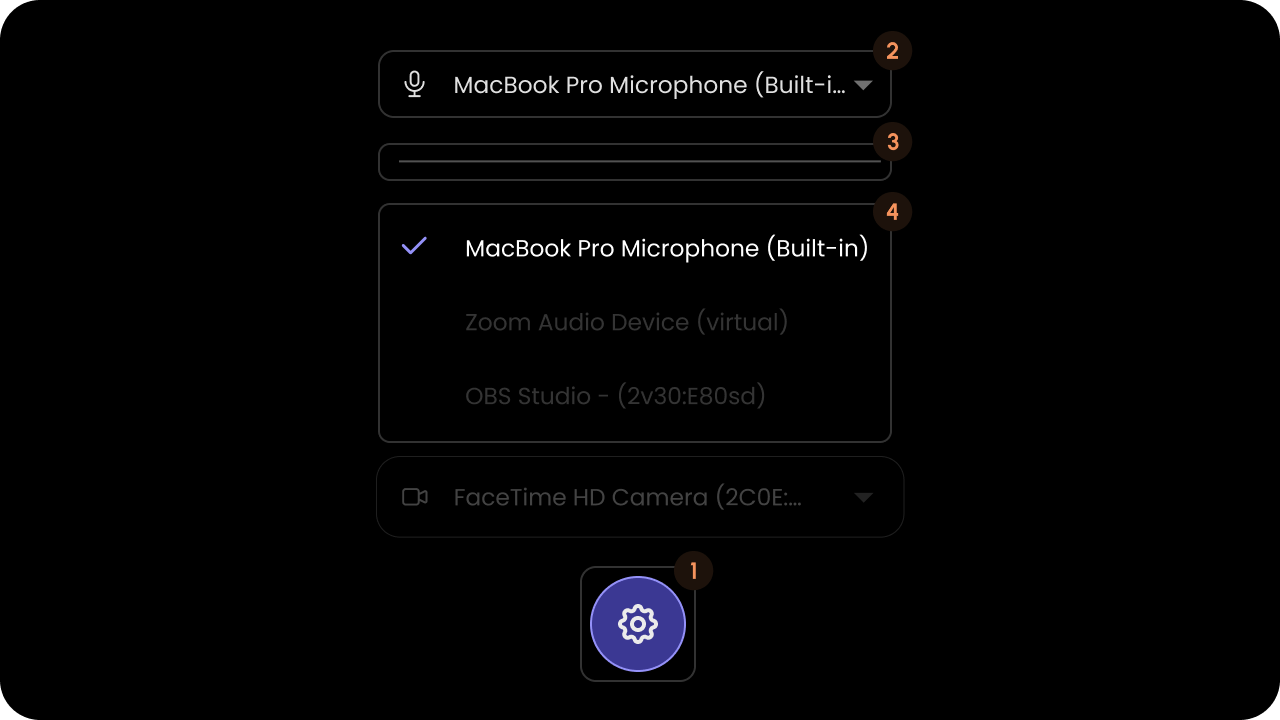 2
MacBook Pro Microphone (Built-i...
3
4
MacBook Pro Microphone (Built-in)
Zoom Audio Device (virtual)
OBS Studio - (2v30:E80sd)
FaceTime HD Camera (2C0E:...
1